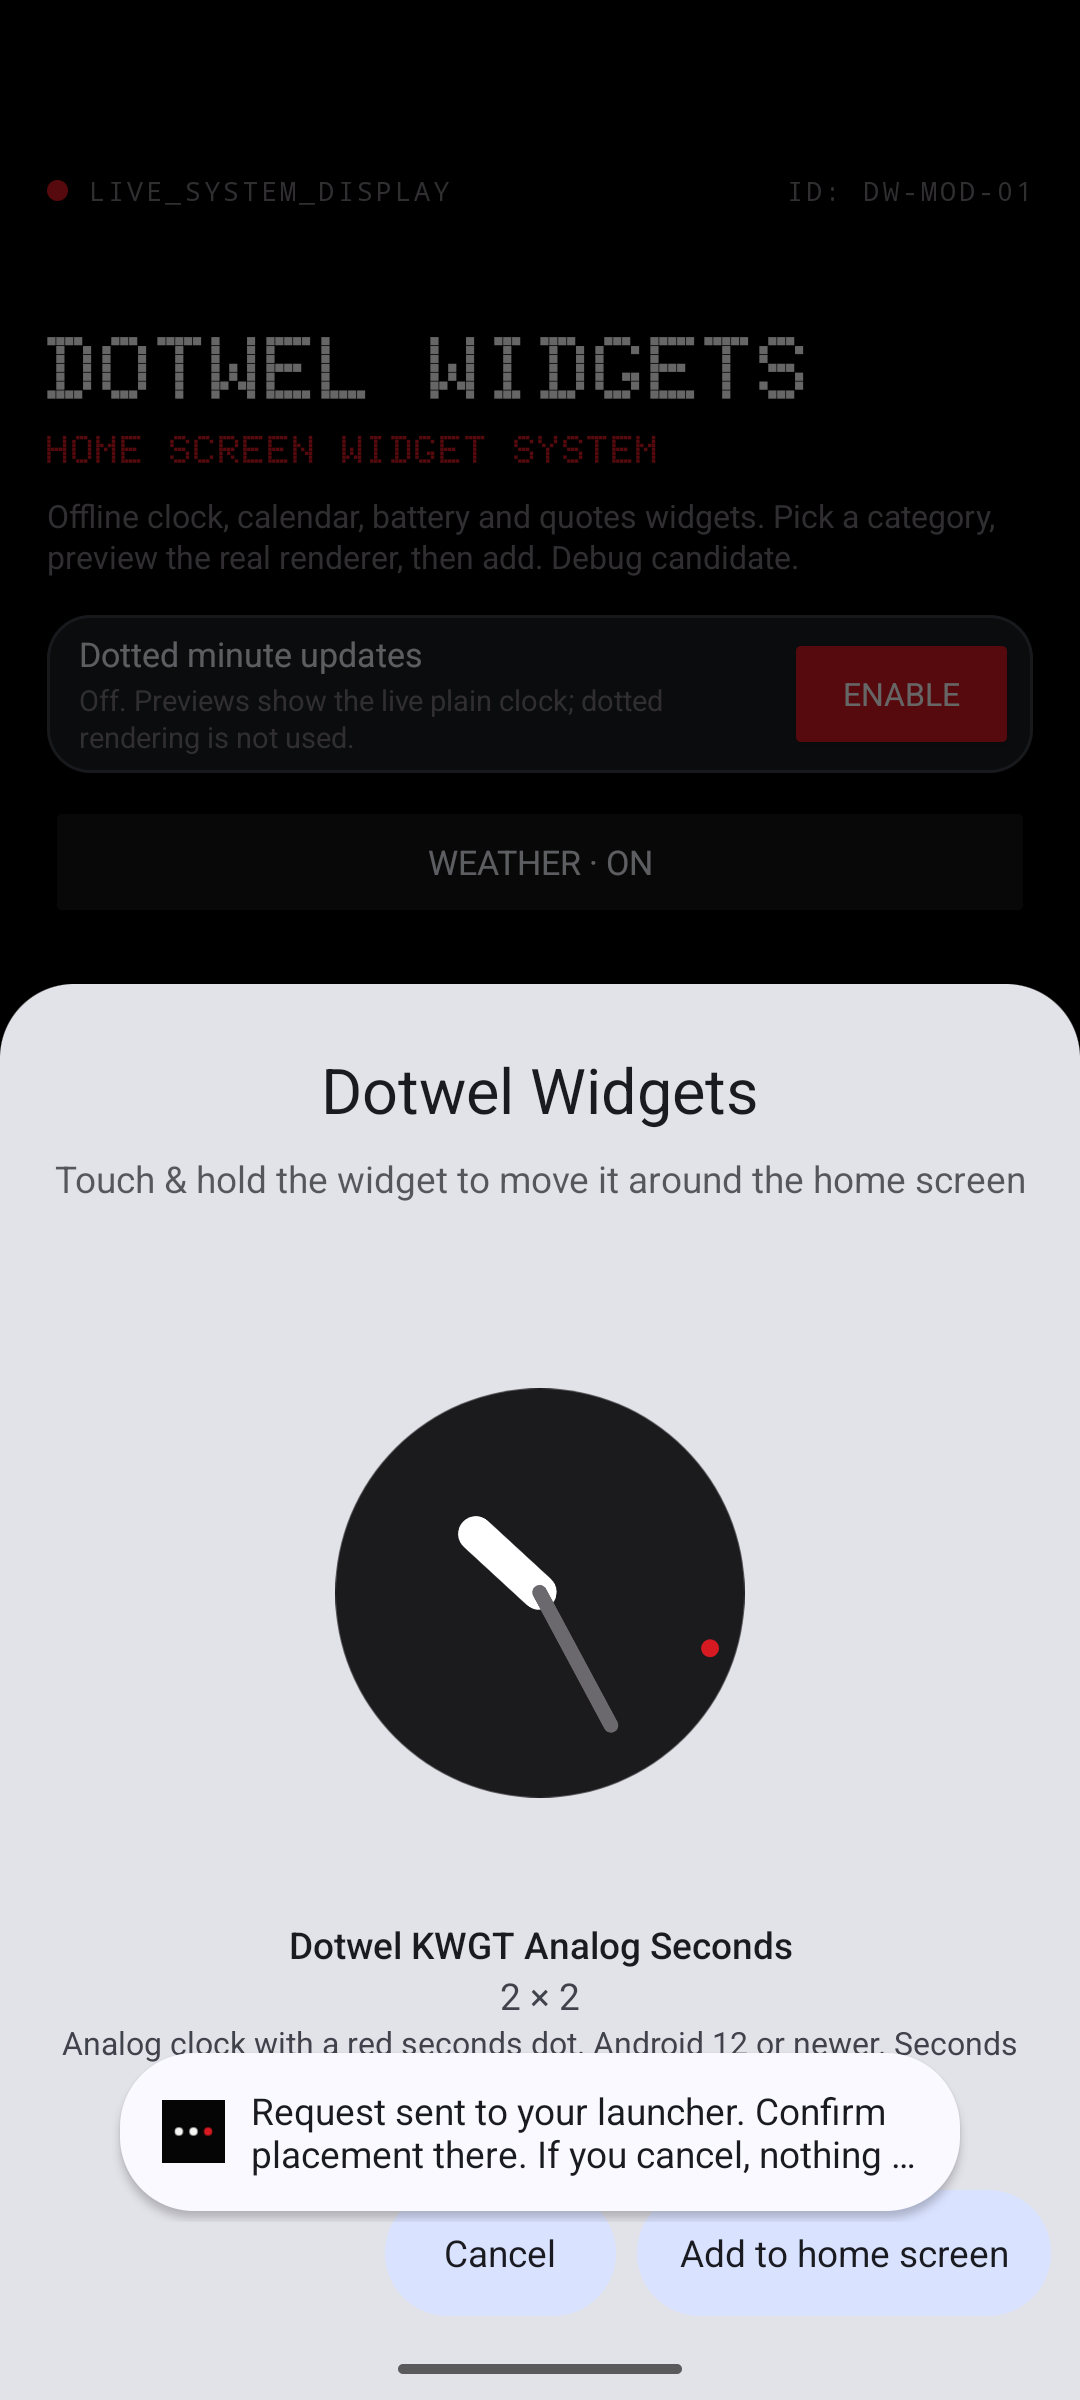 LIVE_SYSTEM_DISPLAY
ID: DW-MOD-01
DOTWEL WIDGETS
HOME SCREEN WIDGET SYSTEM
Offline clock, calendar, battery and quotes widgets. Pick a category,
preview the real renderer, then add. Debug candidate.
Dotted minute updates
Off. Previews show the live plain clock; dotted
rendering is not used.
ENABLE
WEATHER · ON
Dotwel Widgets
Touch & hold the widget to move it around the home screen
Dotwel KWGT Analog Seconds
2 × 2
Analog clock with a red seconds dot. Android 12 or newer. Seconds
Request sent to your launcher. Confirm
placement there. If you cancel, nothing …
Cancel
Add to home screen